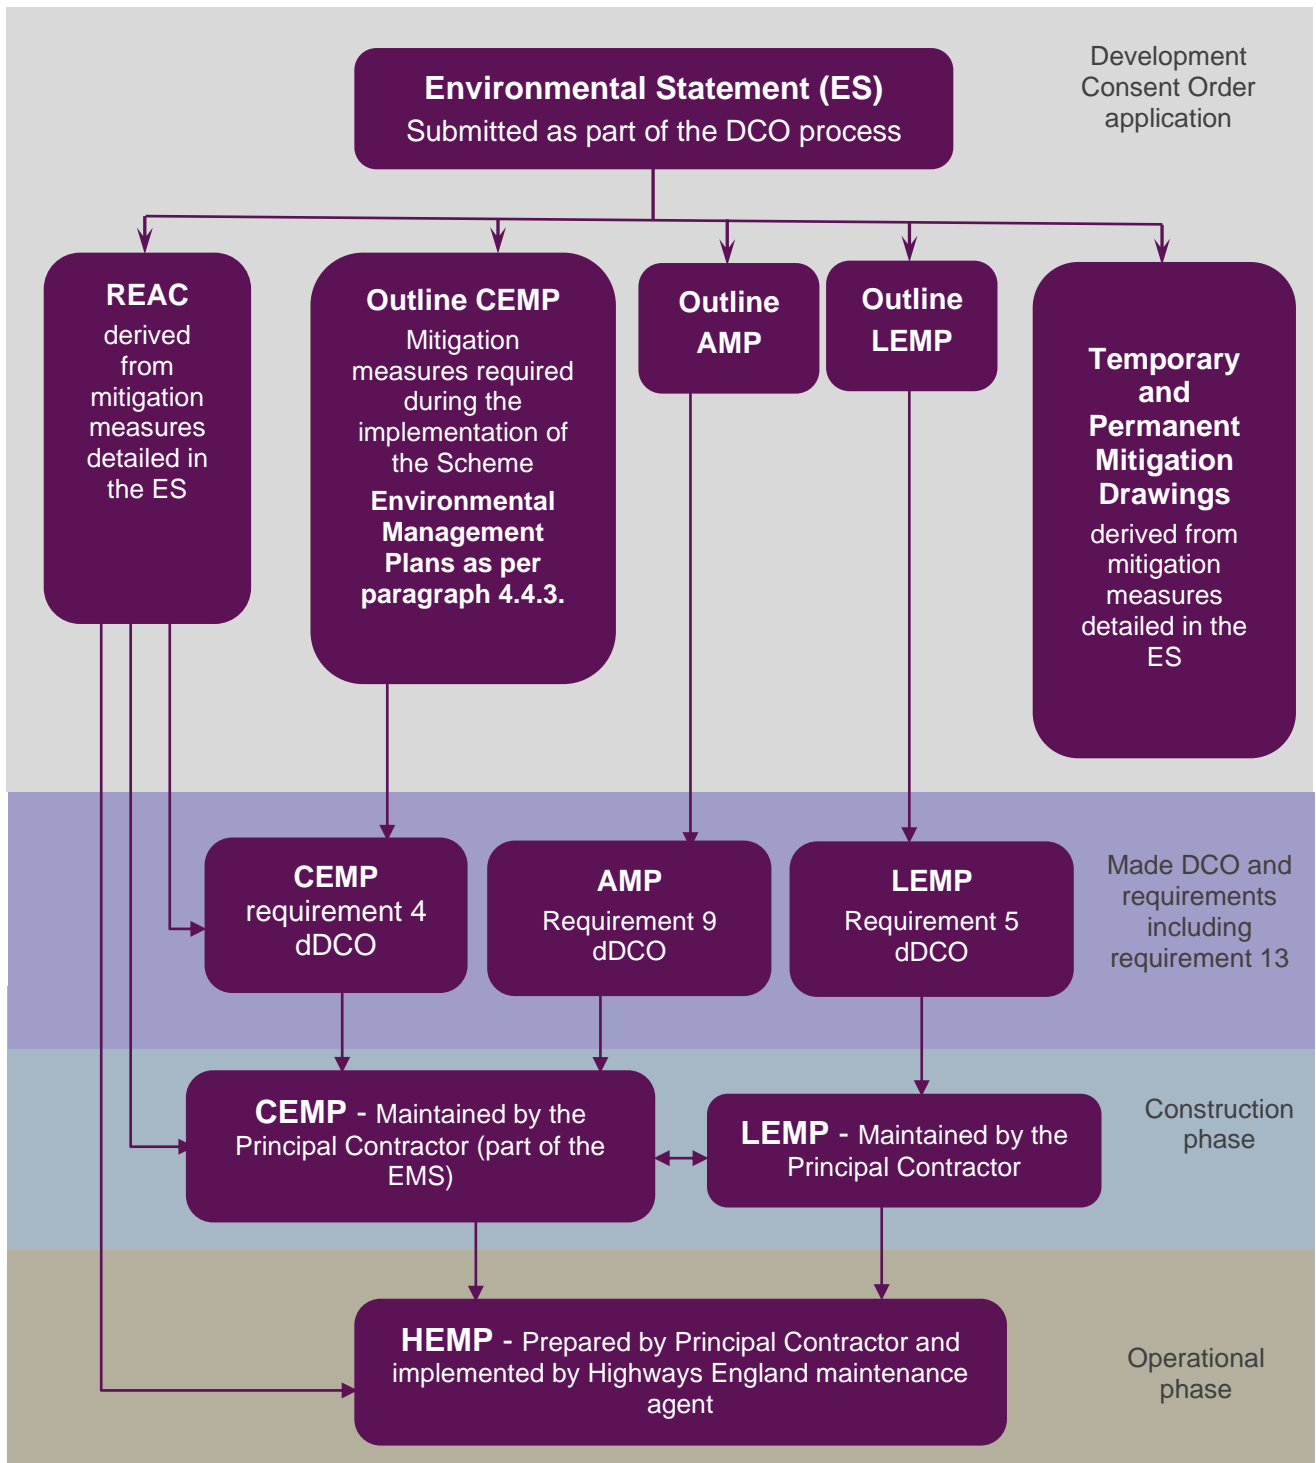 Environmental Statement (ES)
Submitted as part of the DCO process
Development
Consent Order
application
REAC
derived
from
mitigation
measures
detailed in
the ES
Outline CEMP
Mitigation
measures required
during the
implementation of
the Scheme
Environmental
Management
Plans as per
paragraph 4.4.3.
Outline
AMP
Outline
LEMP
Temporary
and
Permanent
Mitigation
Drawings
derived from
mitigation
measures
detailed in the
ES
CEMP
requirement 4
dDCO
AMP
Requirement 9
dDCO
LEMP
Requirement 5
dDCO
Made DCO and
requirements
including
requirement 13
CEMP - Maintained by the
Principal Contractor (part of the
EMS)
LEMP - Maintained by the
Principal Contractor
Construction
phase
HEMP - Prepared by Principal Contractor and
implemented by Highways England maintenance
agent
Operational
phase